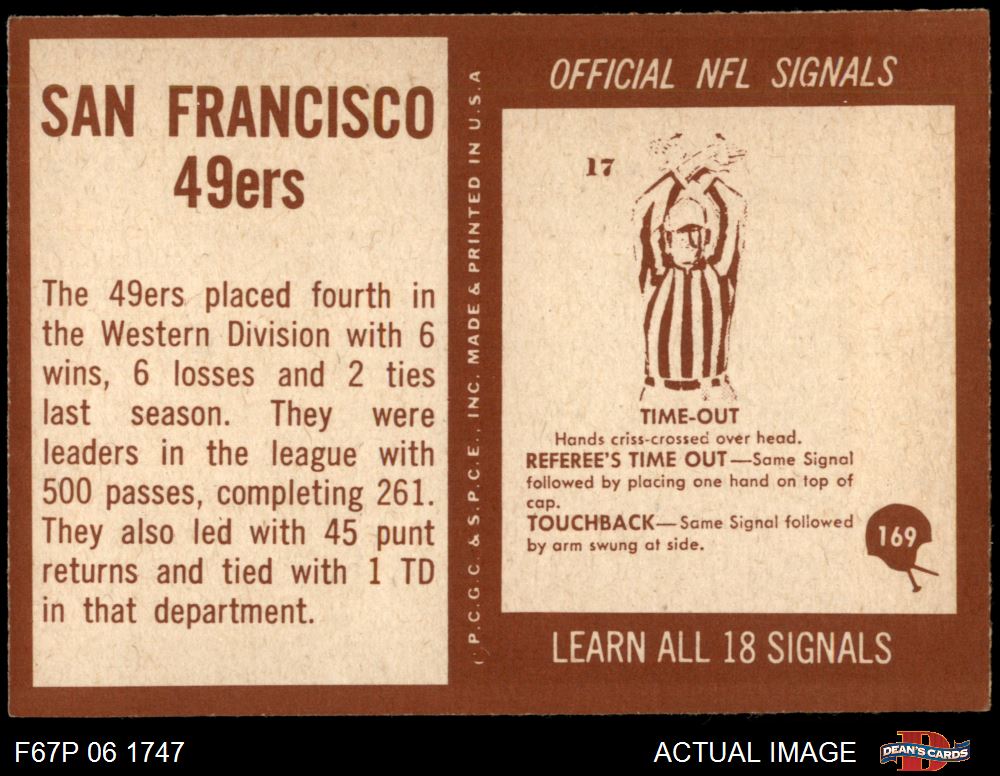 SAN FRANCISCO
49ers
The 49ers placed fourth in
the Western Division with 6
wins, 6 losses and 2 ties
last season. They were
leaders in the league with
500 passes, completing 261.
They also led with 45 punt
returns and tied with 1 TD
in that department.
P.C.G.C. & S.P.C.E., INC. MADE & PRINTED IN U.S.A
OFFICIAL NFL SIGNALS
17
TIME-OUT
Hands criss-crossed over head.
REFEREE'S TIME OUT—Same Signal
followed by placing one hand on top of
cap.
TOUCHBACK—Same Signal followed
by arm swung at side.
169
LEARN ALL 18 SIGNALS
F67P 06 1747
ACTUAL IMAGE
D
DEAN'S CARDS